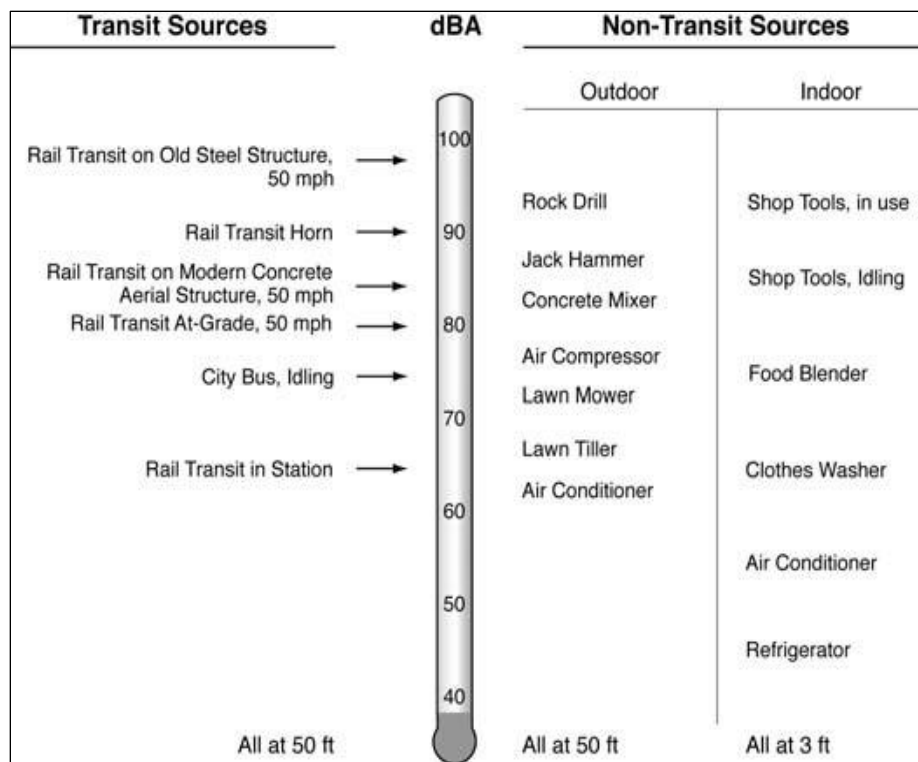 Transit Sources
dBA
Non-Transit Sources
Outdoor
Indoor
100
Rail Transit on Old Steel Structure,
50 mph
Rock Drill
Shop Tools, in use
Rail Transit Horn
90
Jack Hammer
Rail Transit on Modern Concrete
Aerial Structure, 50 mph
Shop Tools, Idling
Concrete Mixer
Rail Transit At-Grade, 50 mph
80
Air Compressor
City Bus, Idling
Food Blender
Lawn Mower
70
Lawn Tiller
Rail Transit in Station
Clothes Washer
Air Conditioner
60
Air Conditioner
50
Refrigerator
40
All at 50 ft
All at 50 ft
All at 3 ft